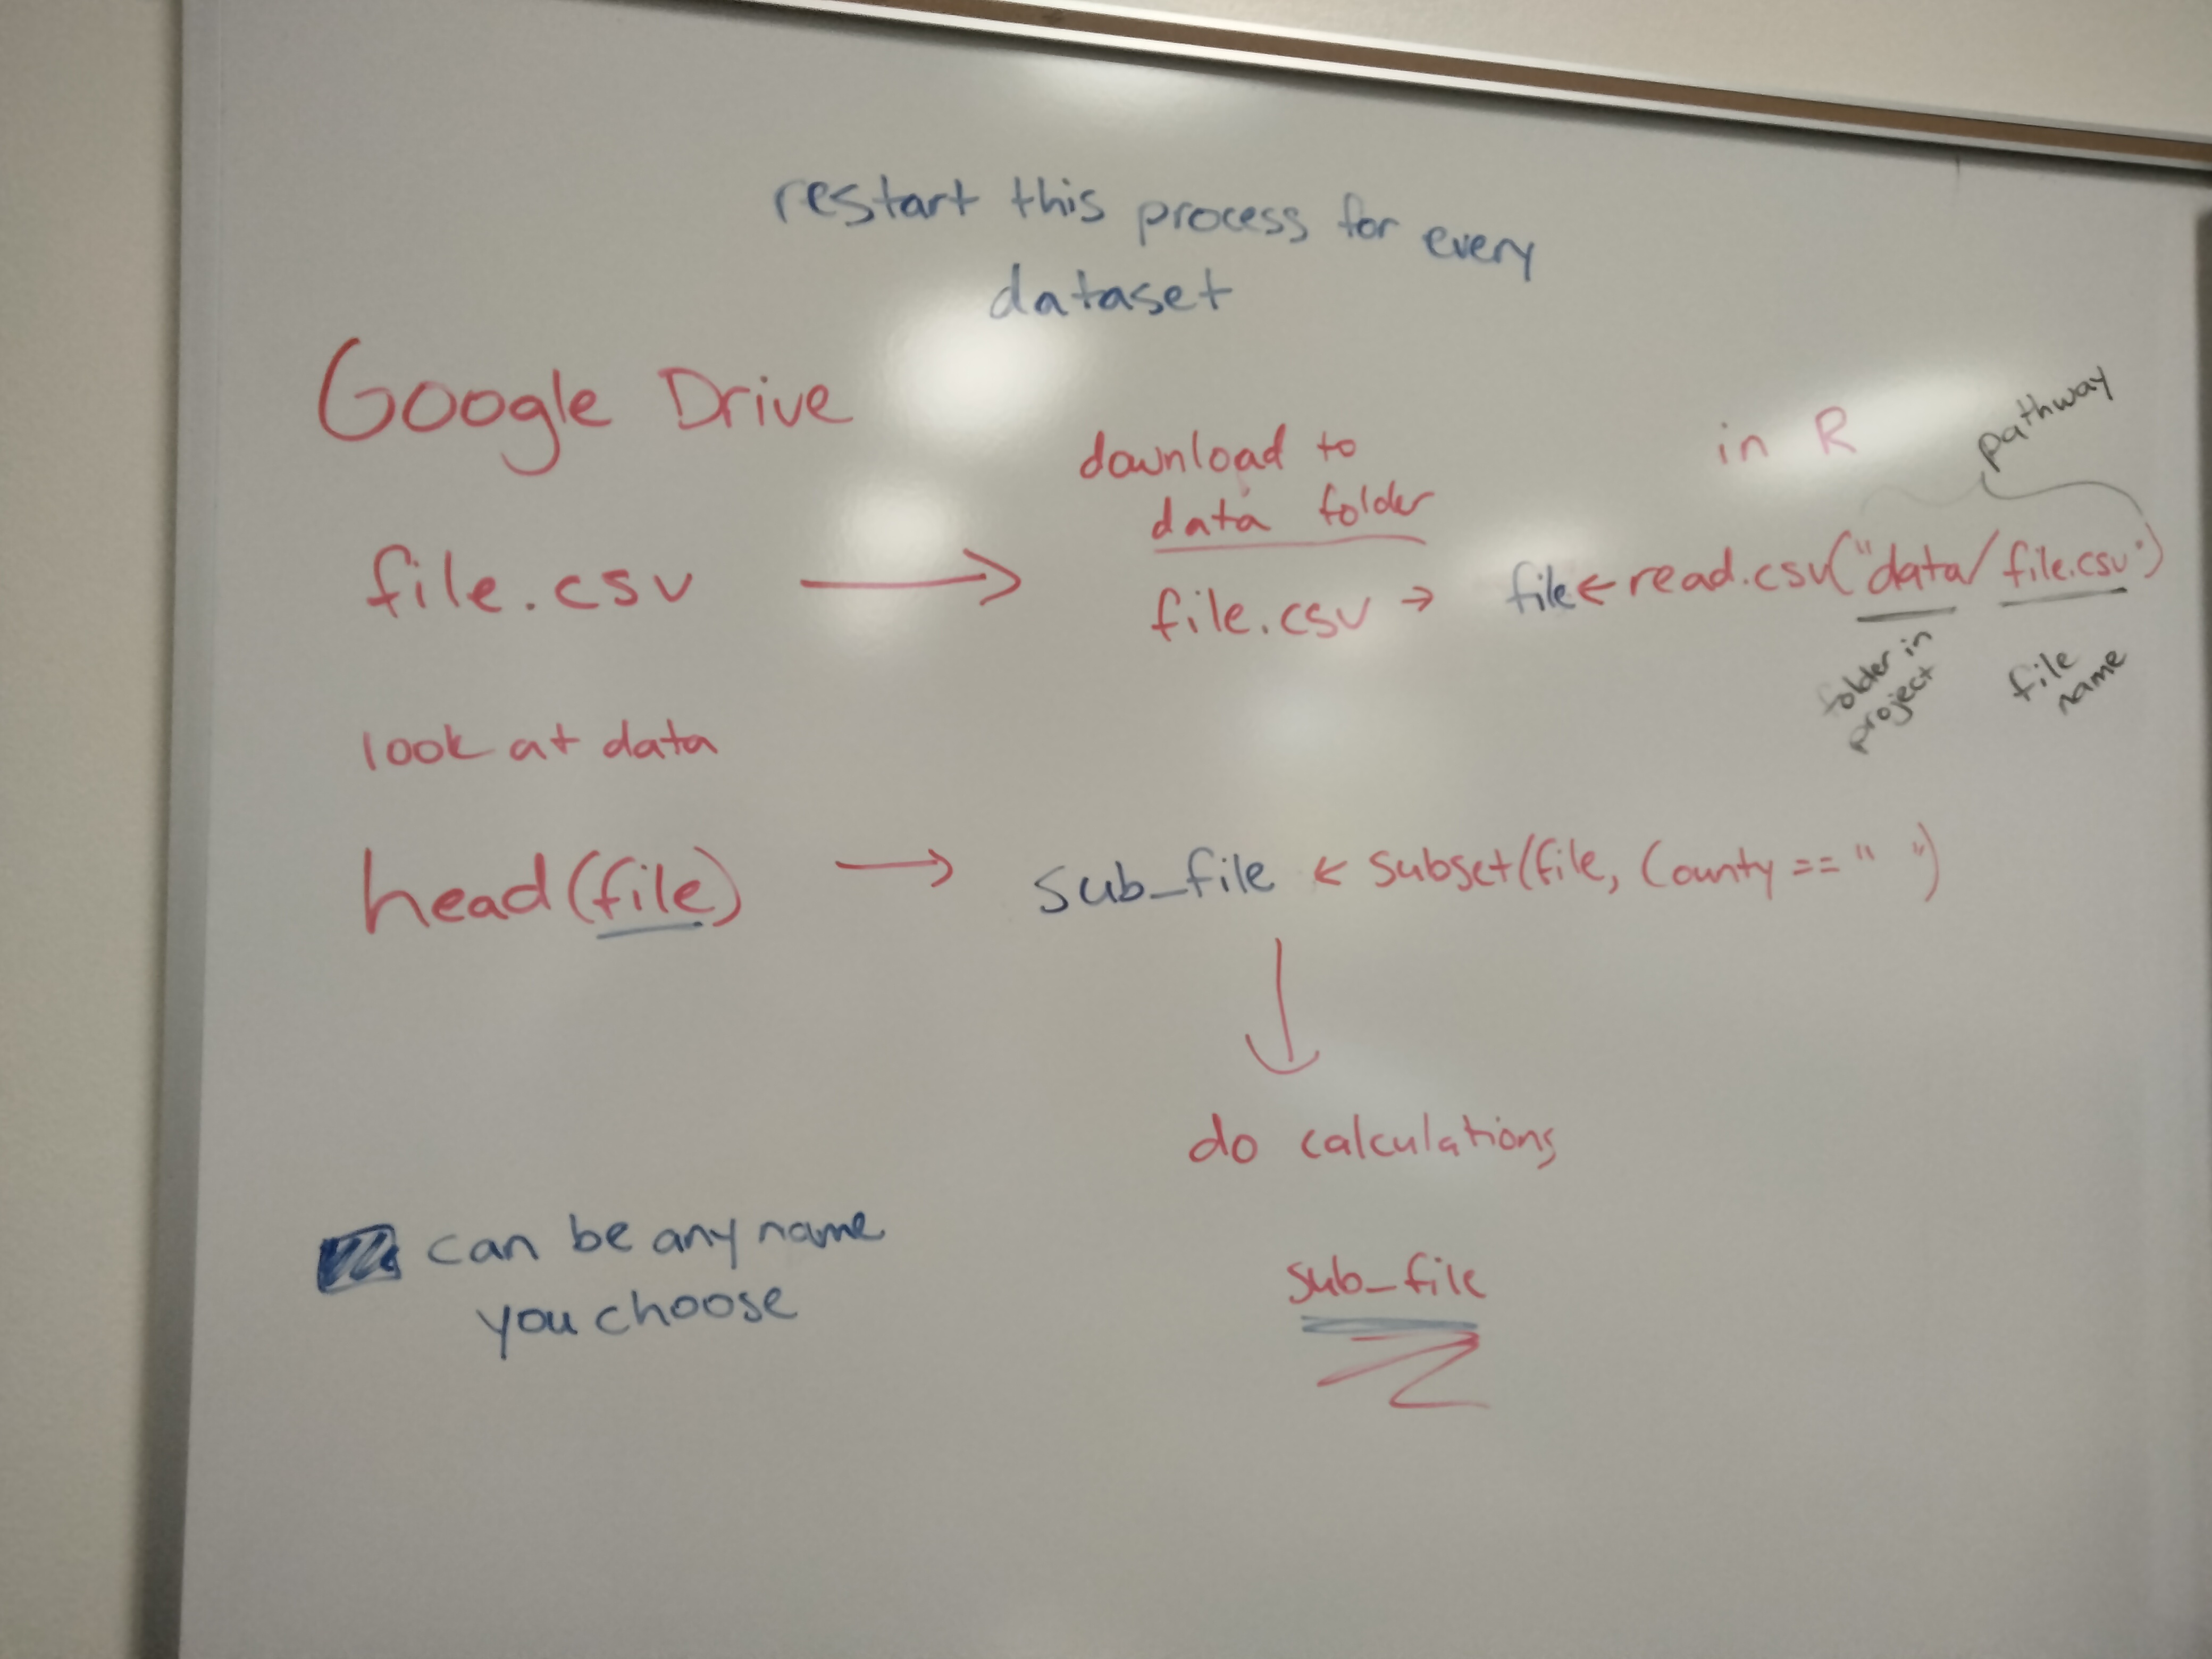 restart this process for every
dataset
Google Drive
download to
data folder
in R
pathway
file.csv → file.csv → file ← read.csv("data/file.csv")
folder in
project
file
name
look at data
head(file) → sub_file ← subset(file, County == " ")
↓
do calculations
can be any name
you choose
sub_file